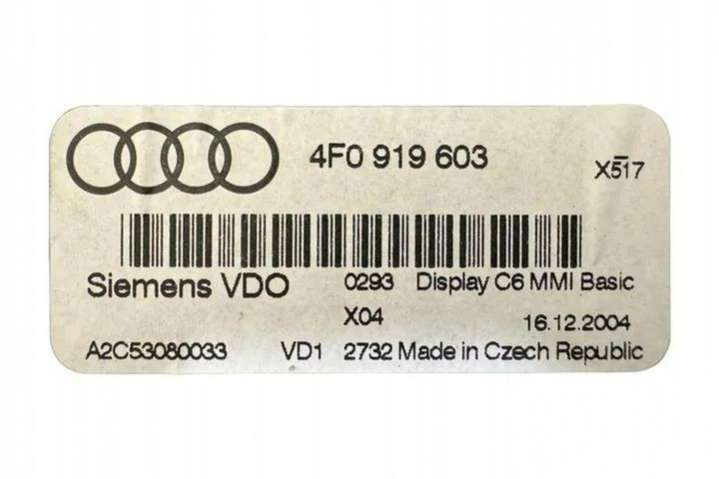 4F0 919 603 X517
Siemens VDO 0293 Display C6 MMI Basic
X04 16.12.2004
A2C53080033 VD1 2732 Made in Czech Republic